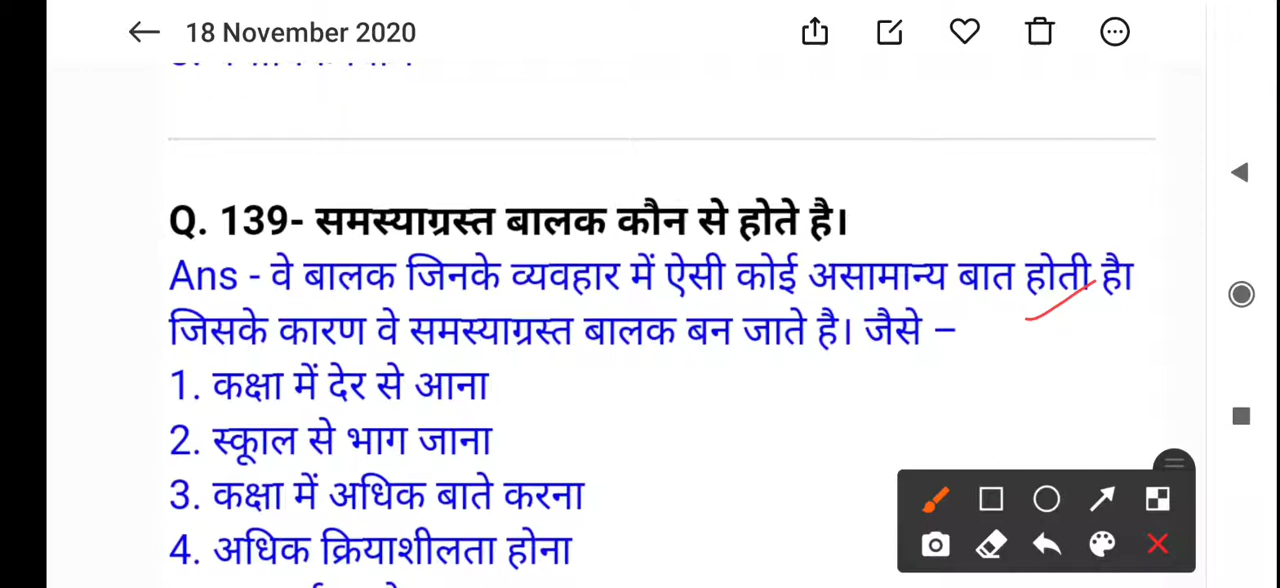 18 November 2020
Q. 139- समस्याग्रस्त बालक कौन से होते है।
Ans - वे बालक जिनके व्यवहार में ऐसी कोई असामान्य बात होती हैा
जिसके कारण वे समस्याग्रस्त बालक बन जाते है। जैसे –
1. कक्षा में देर से आना
2. स्कूाल से भाग जाना
3. कक्षा में अधिक बाते करना
4. अधिक क्रियाशीलता होना